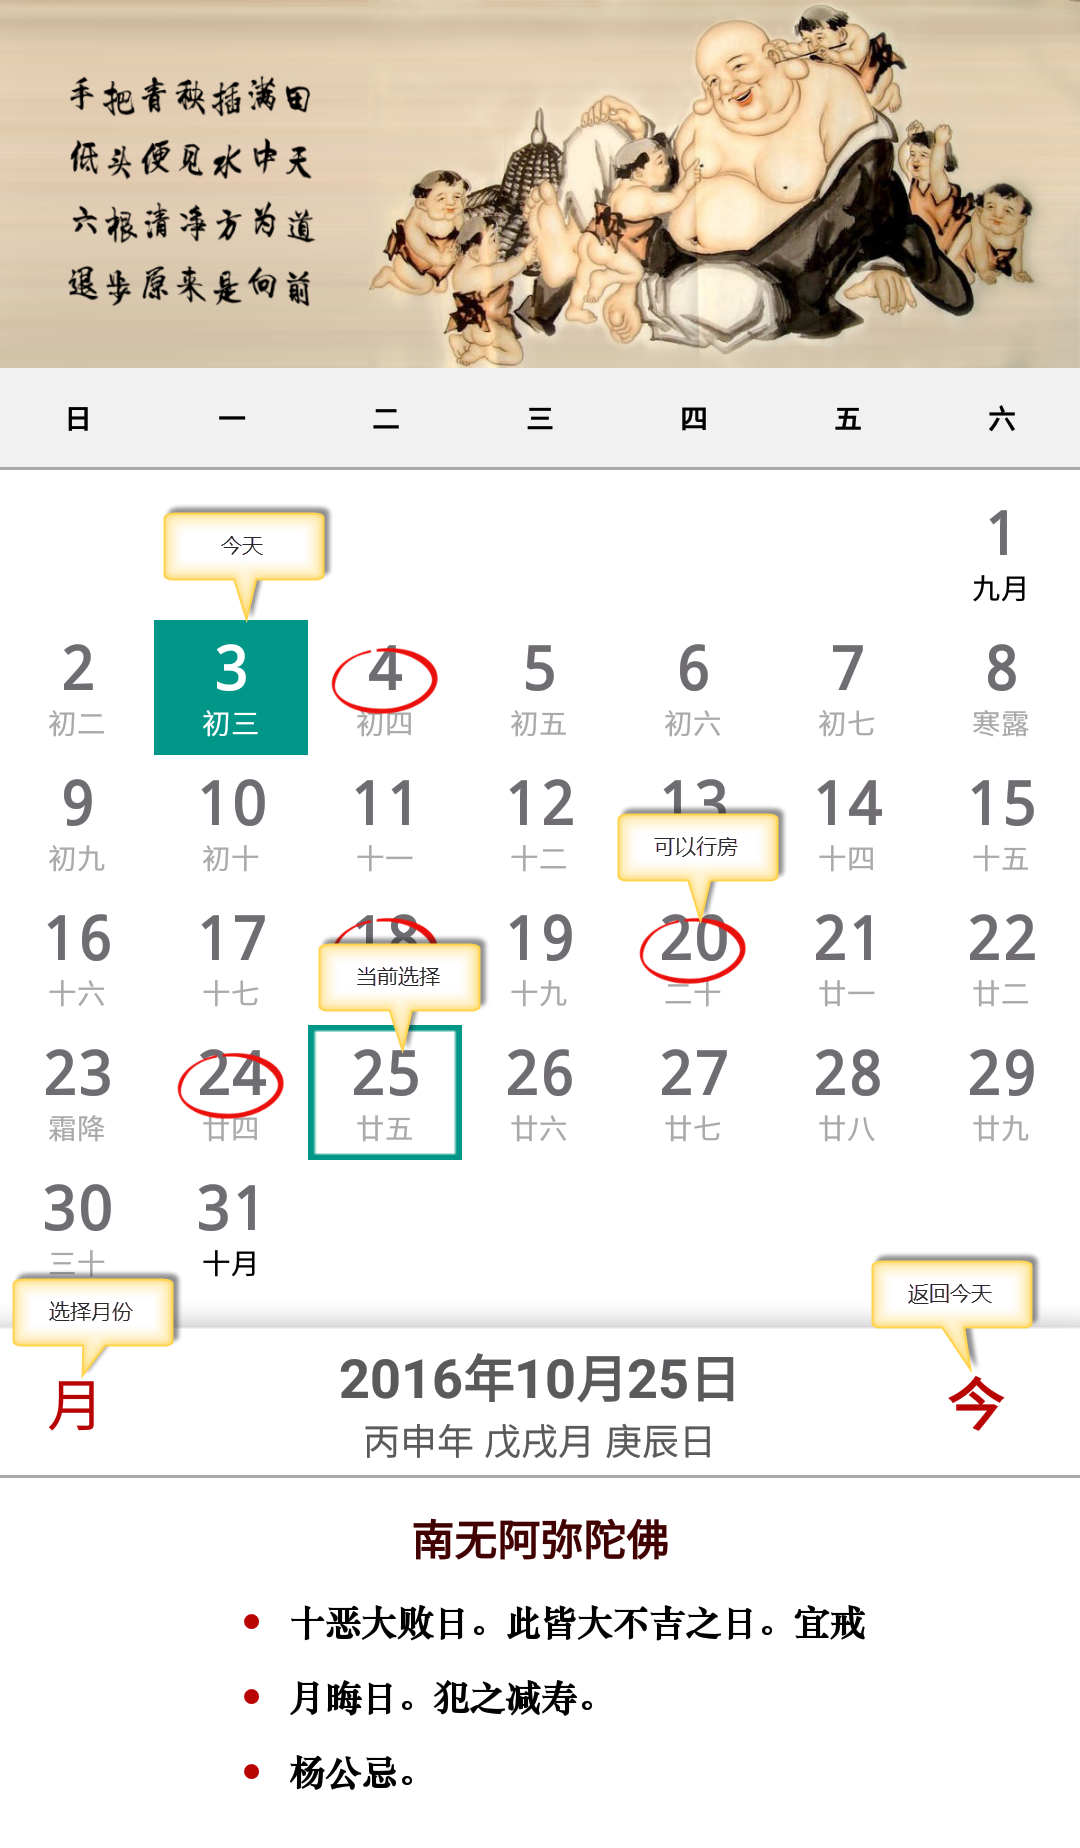 手把青秧插满田
低头便见水中天
六根清净方为道
退步原来是向前
日 一 二 三 四 五 六
今天
1
九月
2 3 4 5 6 7 8
初二 初三 初四 初五 初六 初七 寒露
9 10 11 12 13 14 15
可以行房
初九 初十 十一 十二 十四 十五
16 17 18 19 20 21 22
当前选择
十六 十七 十九 二十 廿一 廿二
23 24 25 26 27 28 29
霜降 廿四 廿五 廿六 廿七 廿八 廿九
30 31
三十 十月
选择月份 返回今天
月 2016年10月25日 今
丙申年 戊戌月 庚辰日
南无阿弥陀佛
十恶大败日。此皆大不吉之日。宜戒
月晦日。犯之减寿。
杨公忌。